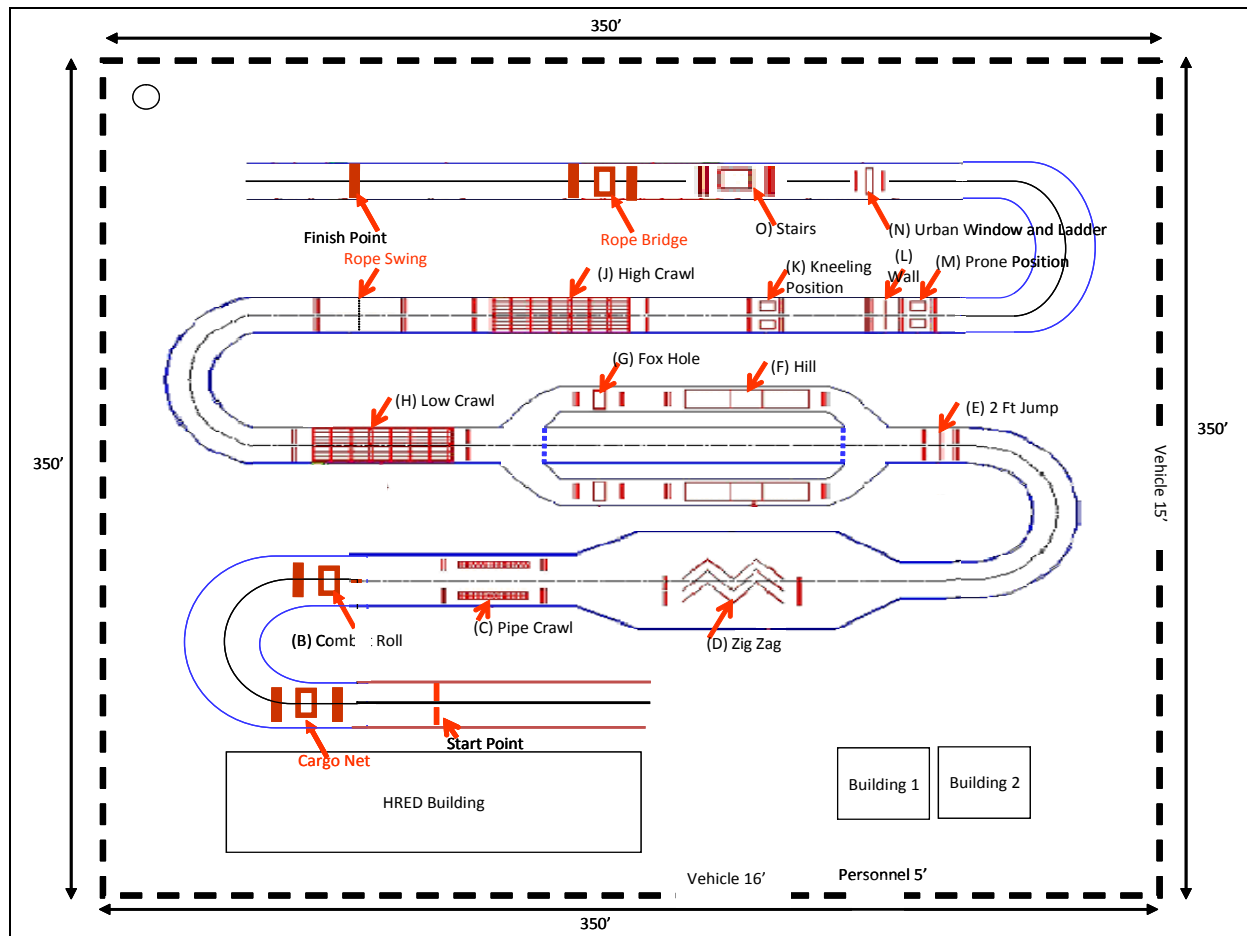 350'
Finish Point
Rope Swing
Rope Bridge
O) Stairs
(N) Urban Window and Ladder
(J) High Crawl
(K) Kneeling
Position
(L)
Wall
(M) Prone Position
(G) Fox Hole
(F) Hill
(H) Low Crawl
(E) 2 Ft Jump
350'
350'
Vehicle 15'
(B) Comb t Roll
(C) Pipe Crawl
(D) Zig Zag
Start Point
Cargo Net
HRED Building
Building 1
Building 2
Vehicle 16'
Personnel 5'
350'